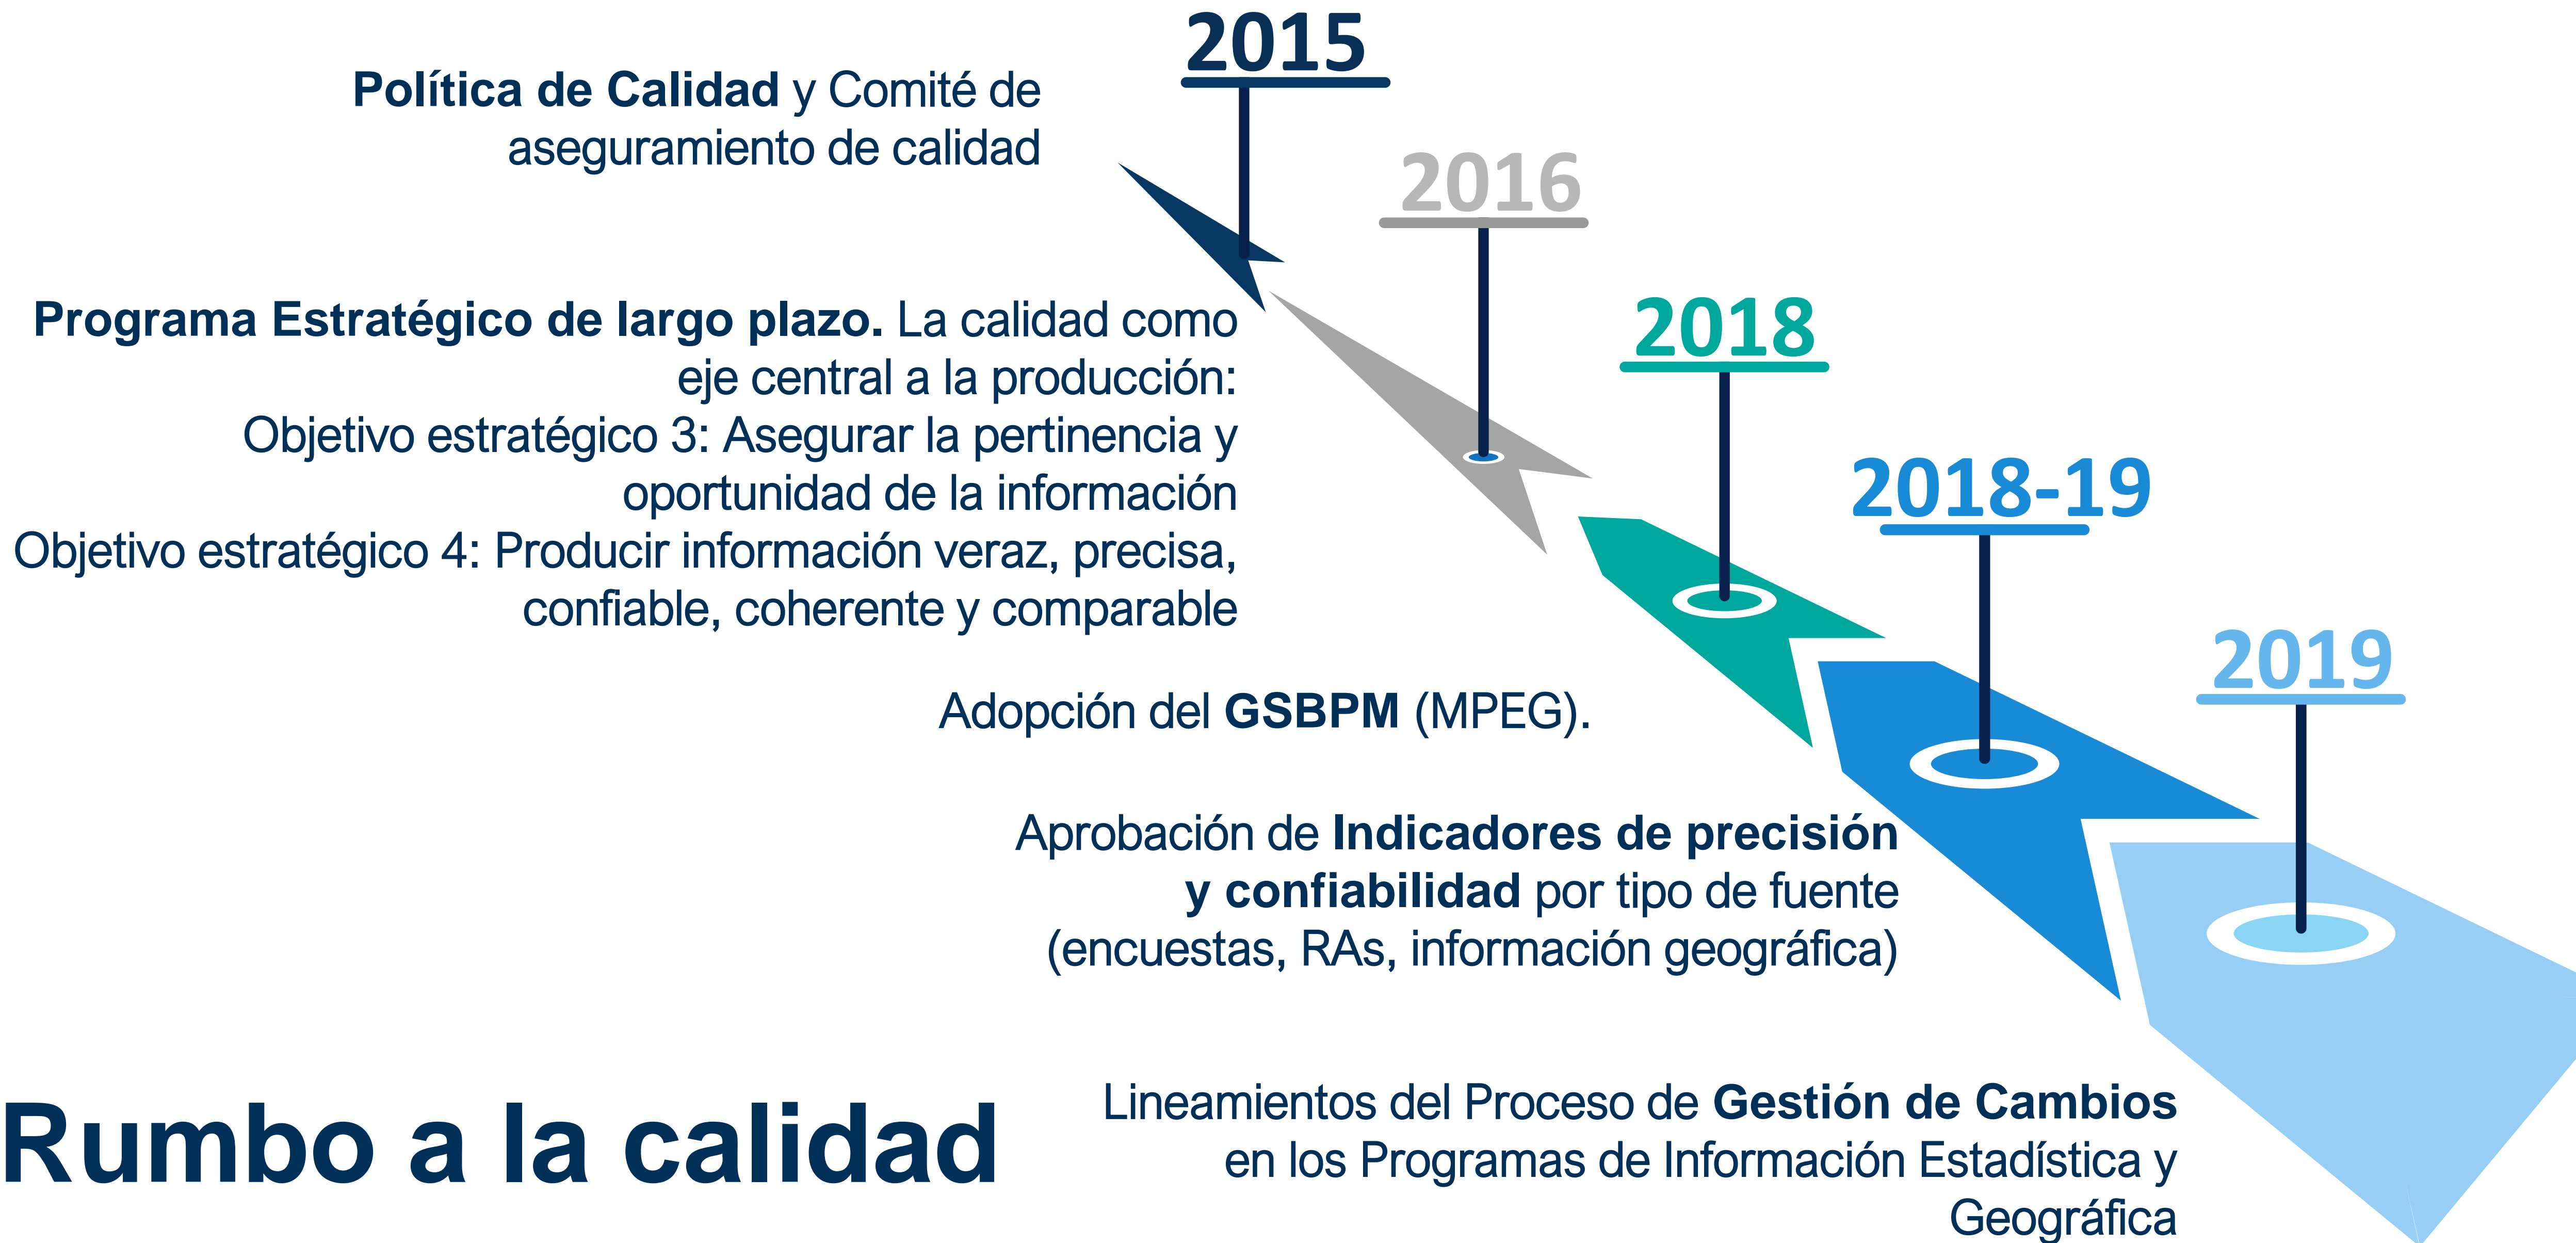 2015
Política de Calidad y Comité de
aseguramiento de calidad
2016
Programa Estratégico de largo plazo. La calidad como
eje central a la producción:
Objetivo estratégico 3: Asegurar la pertinencia y
oportunidad de la información
Objetivo estratégico 4: Producir información veraz, precisa,
confiable, coherente y comparable
2018
Adopción del GSBPM (MPEG).
2018-19
Aprobación de Indicadores de precisión
y confiabilidad por tipo de fuente
(encuestas, RAs, información geográfica)
2019
Lineamientos del Proceso de Gestión de Cambios
en los Programas de Información Estadística y
Geográfica
Rumbo a la calidad